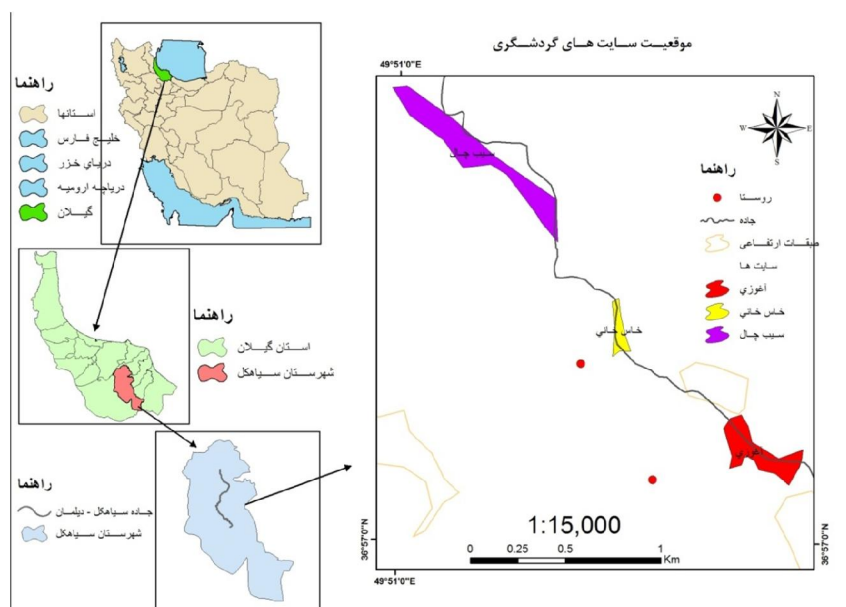 موقعیت سایت های گردشگری
راهنما
استانها
خلیج فارس
دریاي خزر
دریاچه ارومیه
گیلان
راهنما
استان گیلان
شهرستان سیاهکل
راهنما
جاده سیاهکل - دیلمان
شهرستان سیاهکل
49°51'0"E
N
W E
S
راهنما
روستا
جاده
طبقات ارتفاعی
سایت ها
آغوزي
خاس خاني
سیب چال
سیب چال
خاس خاني
آغوزي
1:15,000
0 0.25 0.5 1
Km
36°57'0"N
36°57'0"N
49°51'0"E